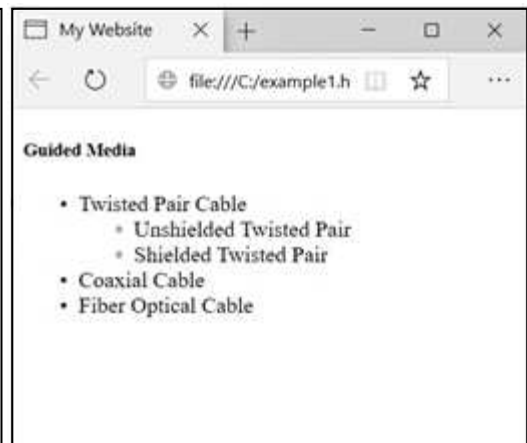 My Website
file:///C:/example1.h
Guided Media
• Twisted Pair Cable
◦ Unshielded Twisted Pair
◦ Shielded Twisted Pair
• Coaxial Cable
• Fiber Optical Cable